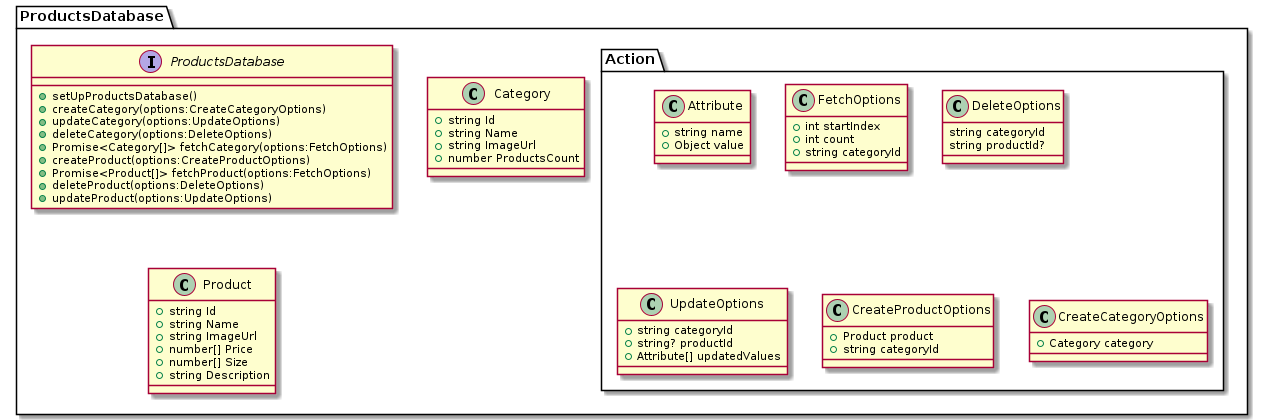 ProductsDatabase
I ProductsDatabase
setUpProductsDatabase()
createCategory(options:CreateCategoryOptions)
updateCategory(options:UpdateOptions)
deleteCategory(options:DeleteOptions)
Promise<Category[]> fetchCategory(options:FetchOptions)
createProduct(options:CreateProductOptions)
Promise<Product[]> fetchProduct(options:FetchOptions)
deleteProduct(options:DeleteOptions)
updateProduct(options:UpdateOptions)
C Category
string Id
string Name
string ImageUrl
number ProductsCount
Action
C Attribute
string name
Object value
C FetchOptions
int startIndex
int count
string categoryId
C DeleteOptions
string categoryId
string productId?
C Product
string Id
string Name
string ImageUrl
number[] Price
number[] Size
string Description
C UpdateOptions
string categoryId
string? productId
Attribute[] updatedValues
C CreateProductOptions
Product product
string categoryId
C CreateCategoryOptions
Category category